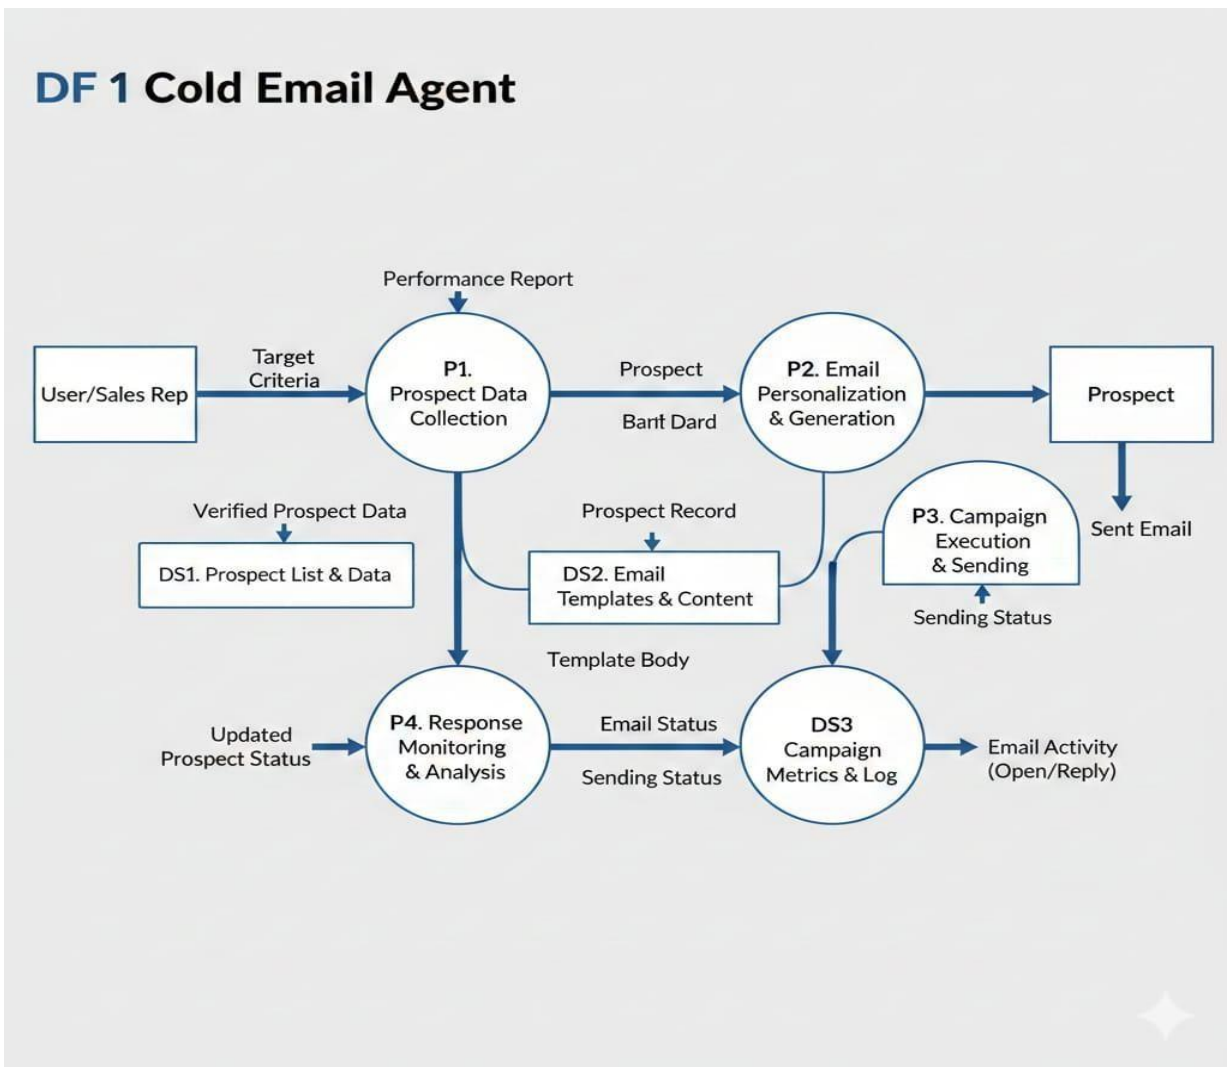 DF 1 Cold Email Agent
Performance Report
User/Sales Rep
Target
Criteria
P1.
Prospect Data
Collection
Prospect
Bant Dard
P2. Email
Personalization
& Generation
Prospect
Verified Prospect Data
DS1. Prospect List & Data
Prospect Record
DS2. Email
Templates & Content
P3. Campaign
Execution
& Sending
Sent Email
Sending Status
Template Body
Updated
Prospect Status
P4. Response
Monitoring
& Analysis
Email Status
Sending Status
DS3
Campaign
Metrics & Log
Email Activity
(Open/Reply)